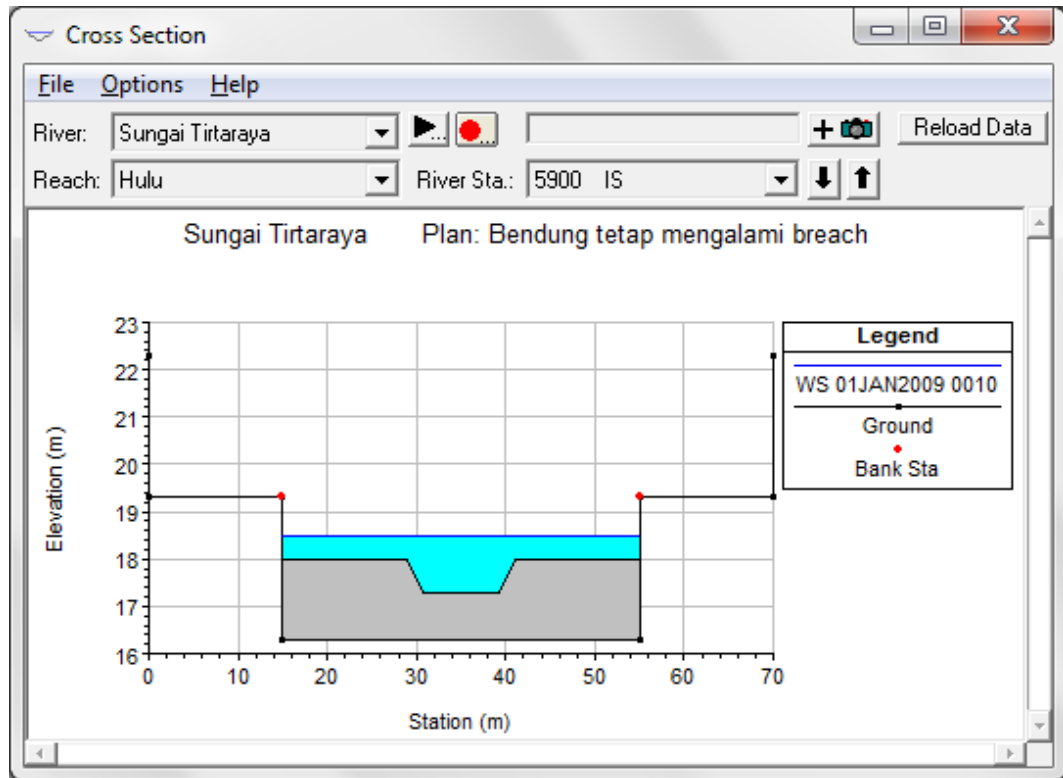 Cross Section
File Options Help
River: Sungai Tirtaraya ... ... + Reload Data
Reach: Hulu River Sta.: 5900 IS
Sungai Tirtaraya Plan: Bendung tetap mengalami breach
23
22
21
20
19
18
17
16
Elevation (m)
0 10 20 30 40 50 60 70
Station (m)
Legend
WS 01JAN2009 0010
Ground
Bank Sta